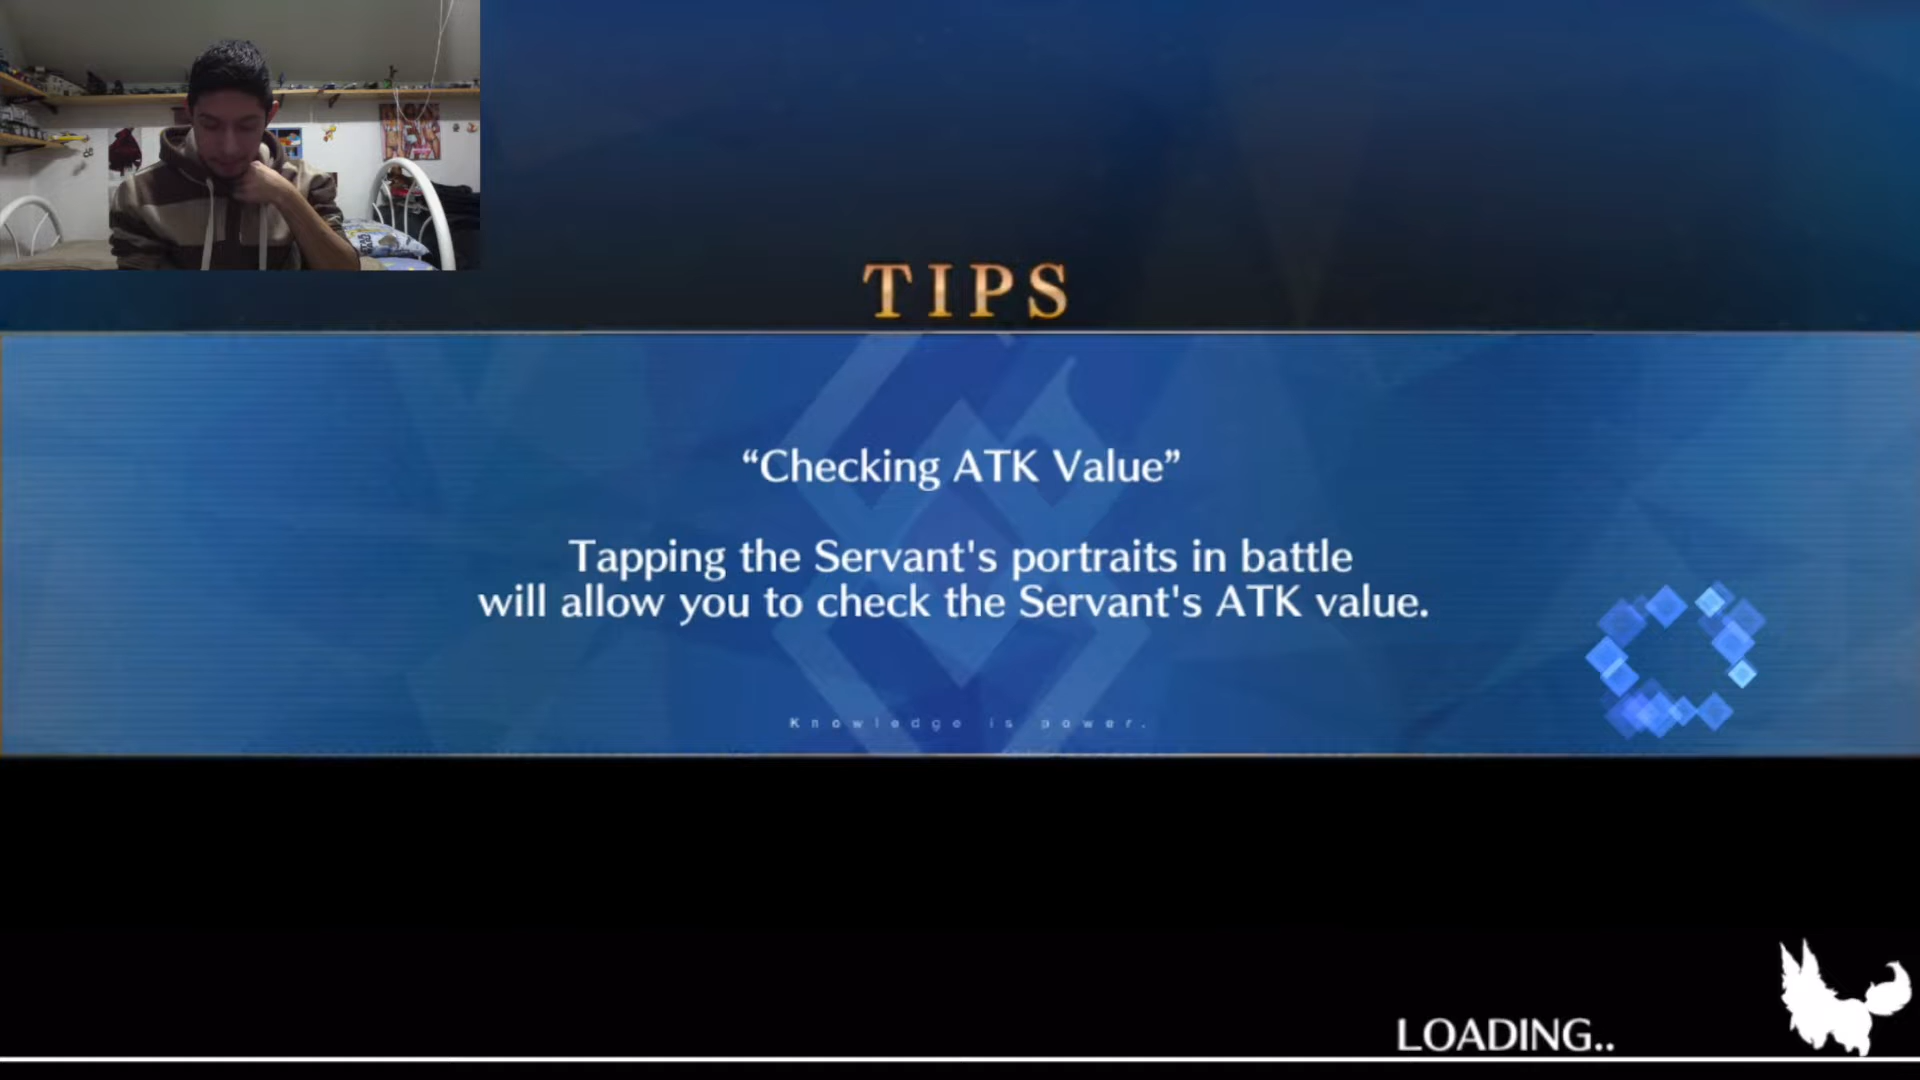 TIPS
“Checking ATK Value”
Tapping the Servant's portraits in battle
will allow you to check the Servant's ATK value.
Knowledge is power.
LOADING..